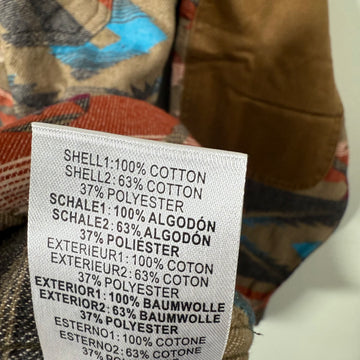 SHELL1:100% COTTON
SHELL2: 63% COTTON
37% POLYESTER
SCHALE1: 100% ALGODÓN
SCHALE2: 63% ALGODÓN
37% POLIÉSTER
EXTERIEUR1: 100% COTON
EXTERIEUR2: 63% COTON
37% POLYESTER
EXTERIOR1: 100% BAUMWOLLE
EXTERIOR2: 63% BAUMWOLLE
37% POLYESTER
ESTERNO1: 100% COTONE
ESTERNO2: 63% COTONE
37% POLI